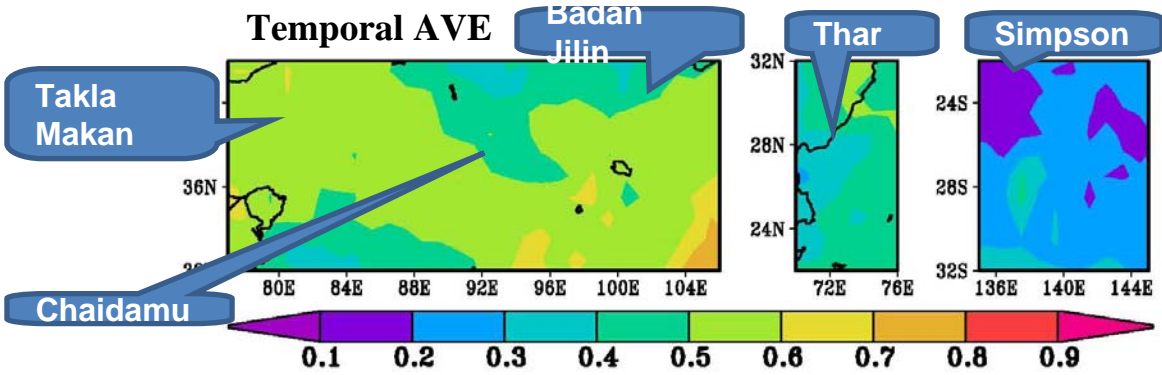 Temporal AVE
Badan
Jilin
Thar
Simpson
Takla
Makan
Chaidamu
36N
80E 84E 88E 92E 96E 100E 104E
32N
28N
24N
72E 76E
24S
28S
32S
136E 140E 144E
0.1 0.2 0.3 0.4 0.5 0.6 0.7 0.8 0.9